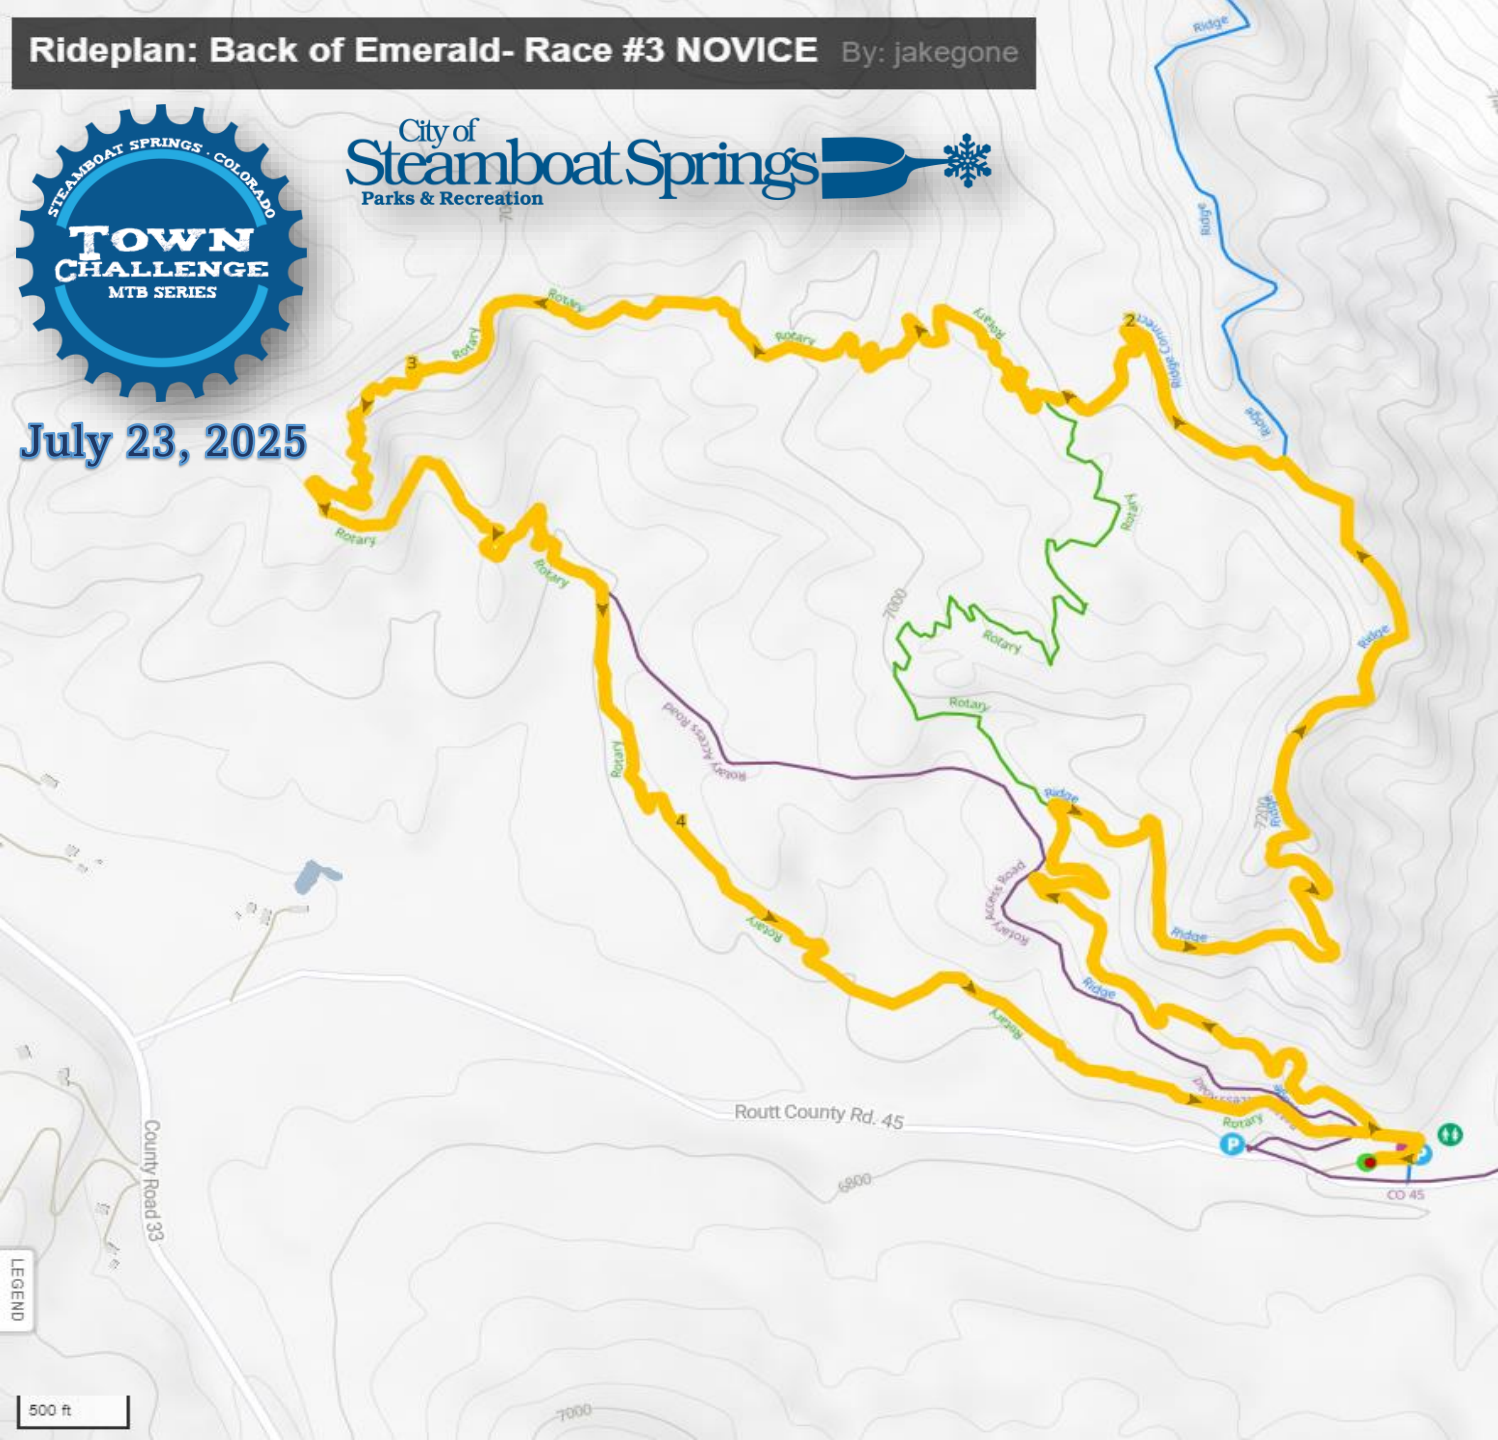 Rideplan: Back of Emerald- Race #3 NOVICE By: jakegone
STEAMBOAT SPRINGS . COLORADO
TOWN
CHALLENGE
MTB SERIES
City of
Steamboat Springs
Parks & Recreation
July 23, 2025
Ridge
Ridge
Rotary
Rotary
Rotary
Rotary
2
Ridge Connect
3
Ridge
Rotary
Rotary
Rotary
7000
Rotary
Ridge
Rotary
Rotary Access Road
Rotary
Ridge
7200
Ridge
4
Rotary Access Road
Rotary
Ridge
Ridge
Rotary
Routt County Rd. 45
Rotary
P
P
County Road 33
6800
CO 45
LEGEND
500 ft
7000